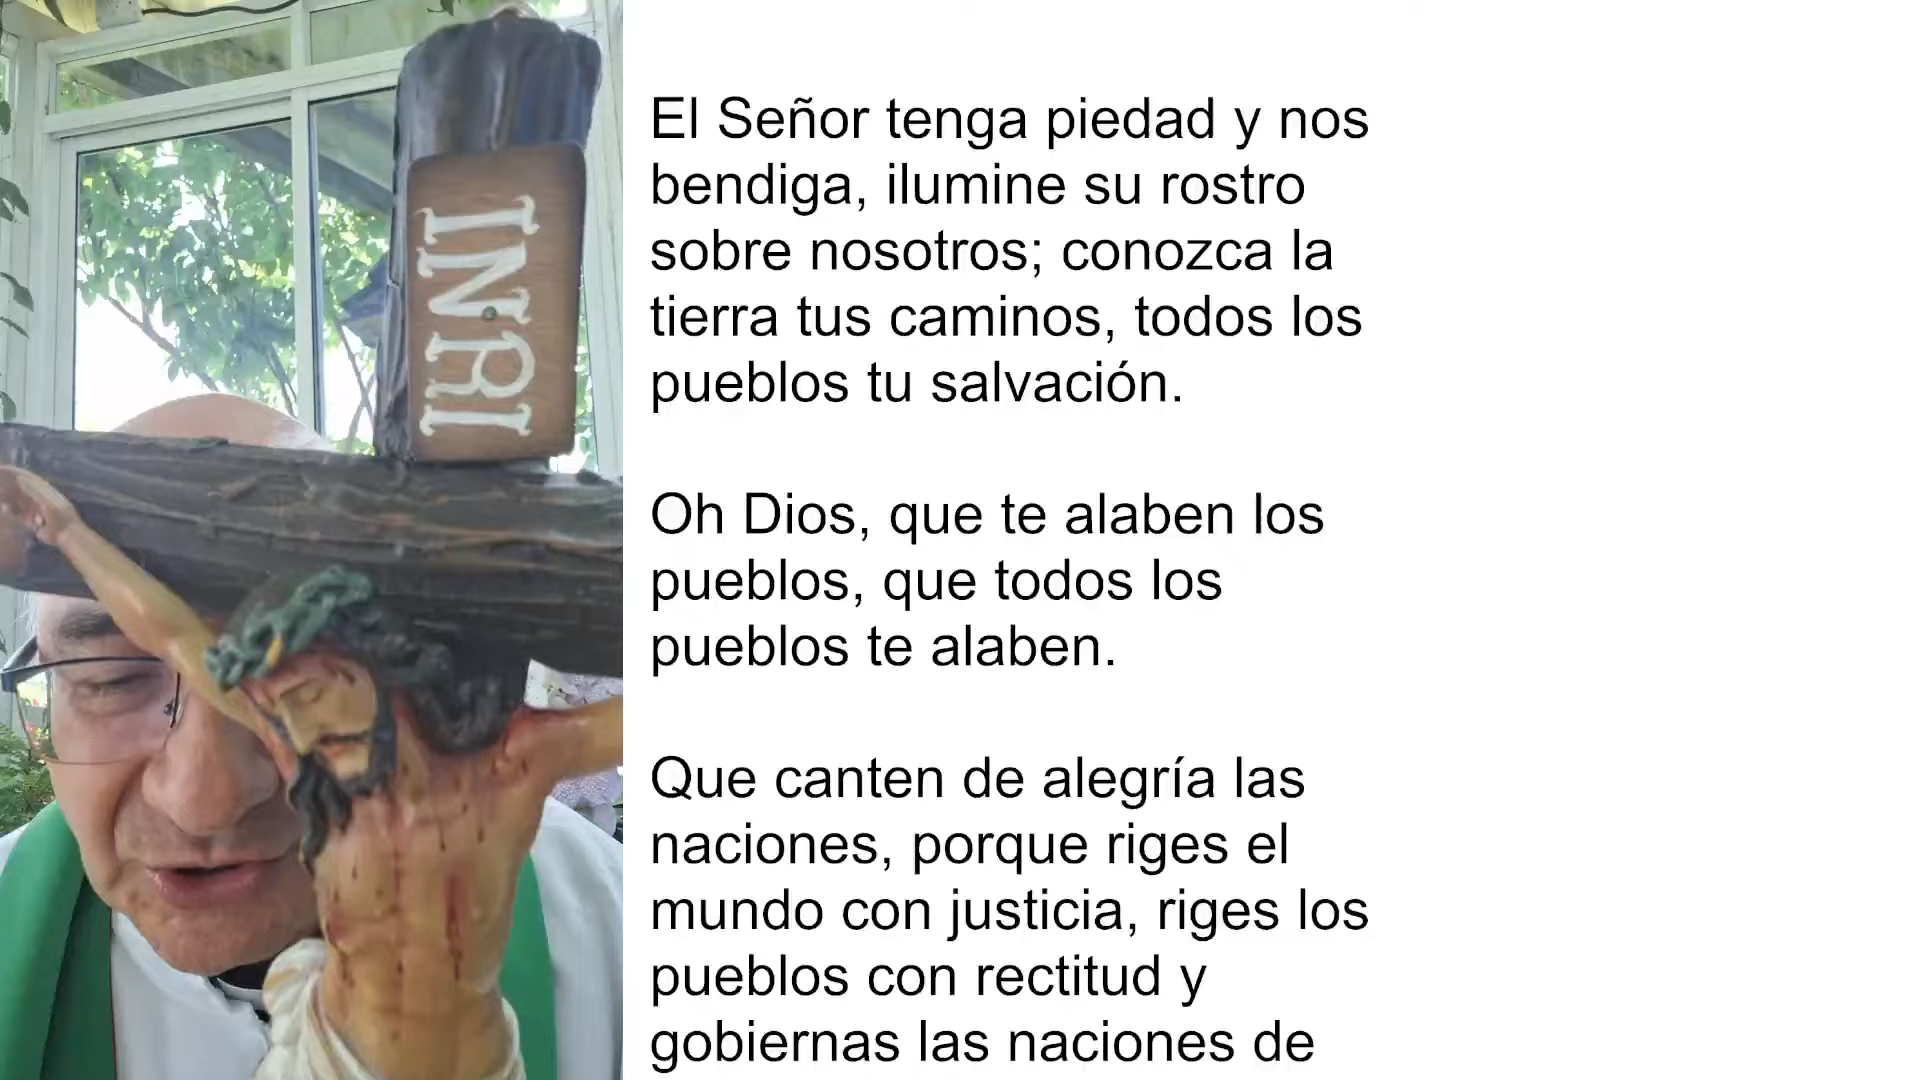 INRI
El Señor tenga piedad y nos
bendiga, ilumine su rostro
sobre nosotros; conozca la
tierra tus caminos, todos los
pueblos tu salvación.
Oh Dios, que te alaben los
pueblos, que todos los
pueblos te alaben.
Que canten de alegría las
naciones, porque riges el
mundo con justicia, riges los
pueblos con rectitud y
gobiernas las naciones de